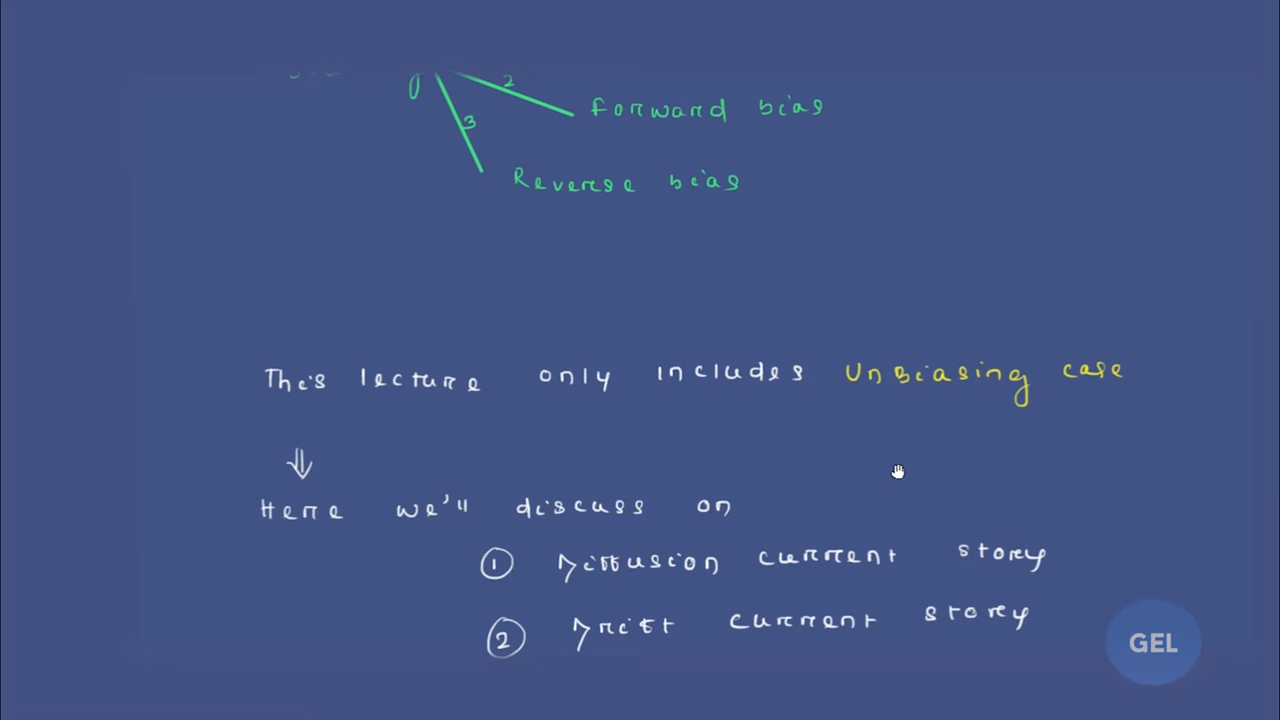 2
Forward bias
3
Reverse bias
This lecture only includes UnBiasing case
Here we'll discuss on
1 Diffusion current story
2 Drift current story
GEL